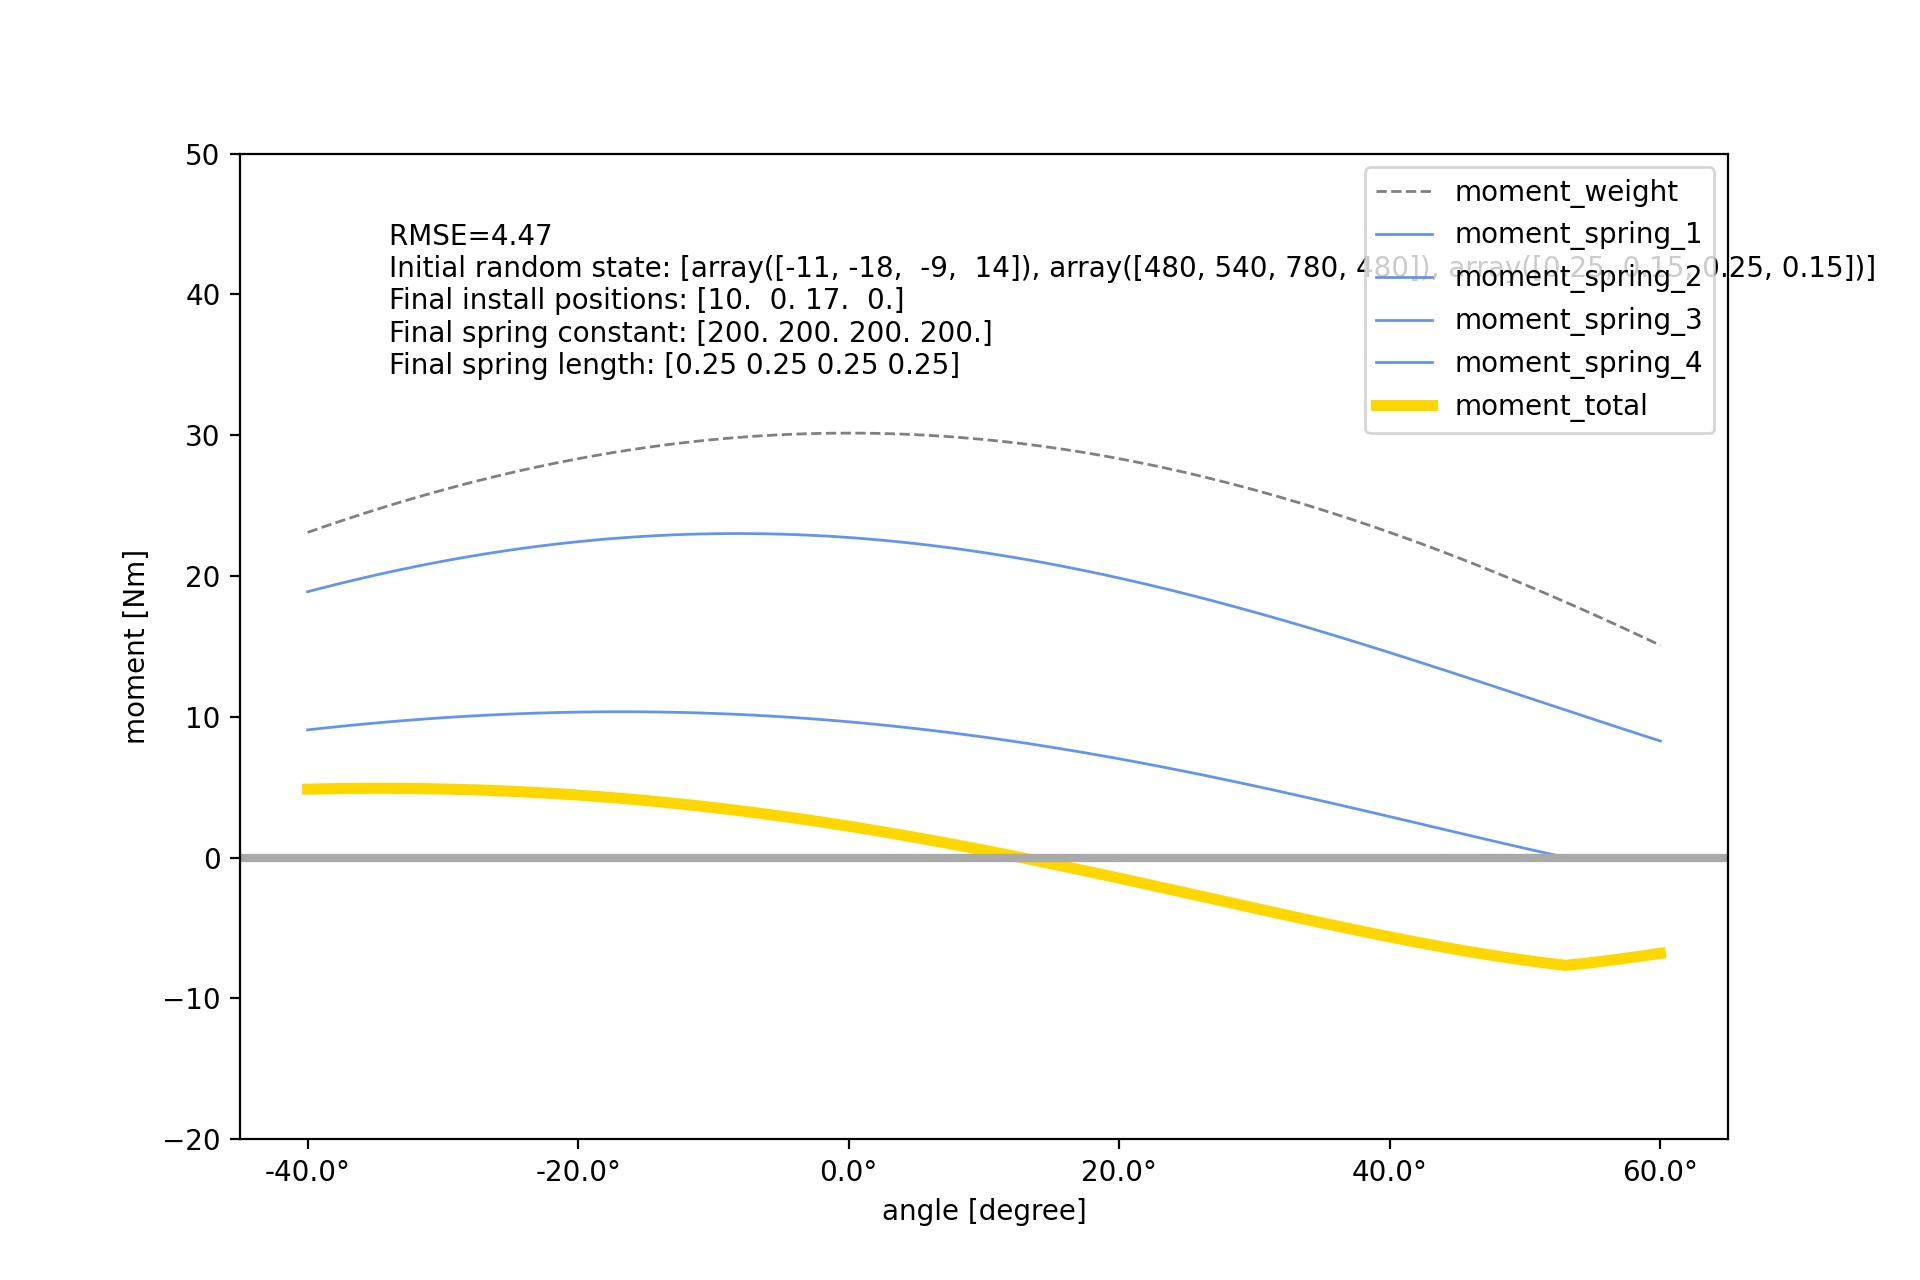 50
40
30
20
10
0
−10
−20
moment [Nm]
RMSE=4.47
Initial random state: [array([-11, -18,  -9,  14]), array([480, 540, 780, 480]), array([0.25, 0.15, 0.25, 0.15])]
Final install positions: [10.  0. 17.  0.]
Final spring constant: [200. 200. 200. 200.]
Final spring length: [0.25 0.25 0.25 0.25]
moment_weight
moment_spring_1
moment_spring_2
moment_spring_3
moment_spring_4
moment_total
-40.0°
-20.0°
0.0°
20.0°
40.0°
60.0°
angle [degree]